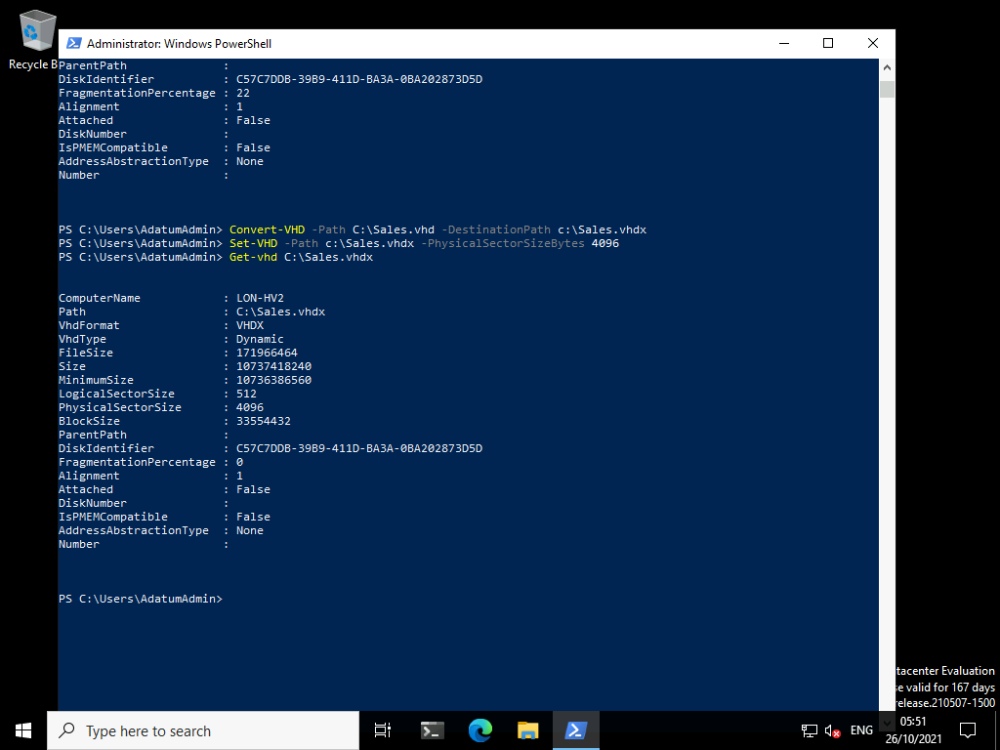 Recycle B
Administrator: Windows PowerShell
ParentPath :
DiskIdentifier : C57C7DDB-39B9-411D-BA3A-0BA202873D5D
FragmentationPercentage : 22
Alignment : 1
Attached : False
DiskNumber :
IsPMEMCompatible : False
AddressAbstractionType : None
Number :
PS C:\Users\AdatumAdmin> Convert-VHD -Path C:\Sales.vhd -DestinationPath c:\Sales.vhdx
PS C:\Users\AdatumAdmin> Set-VHD -Path c:\Sales.vhdx -PhysicalSectorSizeBytes 4096
PS C:\Users\AdatumAdmin> Get-vhd C:\Sales.vhdx
ComputerName : LON-HV2
Path : C:\Sales.vhdx
VhdFormat : VHDX
VhdType : Dynamic
FileSize : 171966464
Size : 10737418240
MinimumSize : 10736386560
LogicalSectorSize : 512
PhysicalSectorSize : 4096
BlockSize : 33554432
ParentPath :
DiskIdentifier : C57C7DDB-39B9-411D-BA3A-0BA202873D5D
FragmentationPercentage : 0
Alignment : 1
Attached : False
DiskNumber :
IsPMEMCompatible : False
AddressAbstractionType : None
Number :
PS C:\Users\AdatumAdmin>
tacenter Evaluation
se valid for 167 days
release.210507-1500
Type here to search
ENG
05:51
26/10/2021